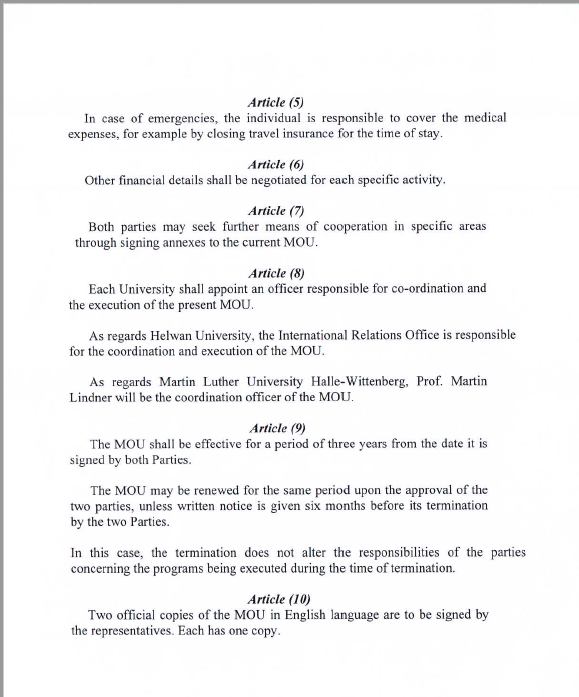 Article (5)
In case of emergencies, the individual is responsible to cover the medical
expenses, for example by closing travel insurance for the time of stay.
Article (6)
Other financial details shall be negotiated for each specific activity.
Article (7)
Both parties may seek further means of cooperation in specific areas
through signing annexes to the current MOU.
Article (8)
Each University shall appoint an officer responsible for co-ordination and
the execution of the present MOU.
As regards Helwan University, the International Relations Office is responsible
for the coordination and execution of the MOU.
As regards Martin Luther University Halle-Wittenberg, Prof. Martin
Lindner will be the coordination officer of the MOU.
Article (9)
The MOU shall be effective for a period of three years from the date it is
signed by both Parties.
The MOU may be renewed for the same period upon the approval of the
two parties, unless written notice is given six months before its termination
by the two Parties.
In this case, the termination does not alter the responsibilities of the parties
concerning the programs being executed during the time of termination.
Article (10)
Two official copies of the MOU in English language are to be signed by
the representatives. Each has one copy.